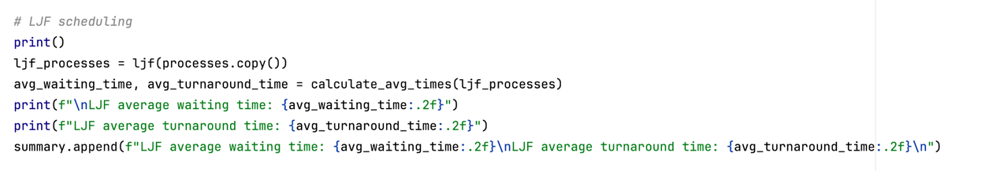 # LJF scheduling
print()
ljf_processes = ljf(processes.copy())
avg_waiting_time, avg_turnaround_time = calculate_avg_times(ljf_processes)
print(f"\nLJF average waiting time: {avg_waiting_time:.2f}")
print(f"LJF average turnaround time: {avg_turnaround_time:.2f}")
summary.append(f"LJF average waiting time: {avg_waiting_time:.2f}\nLJF average turnaround time: {avg_turnaround_time:.2f}\n")